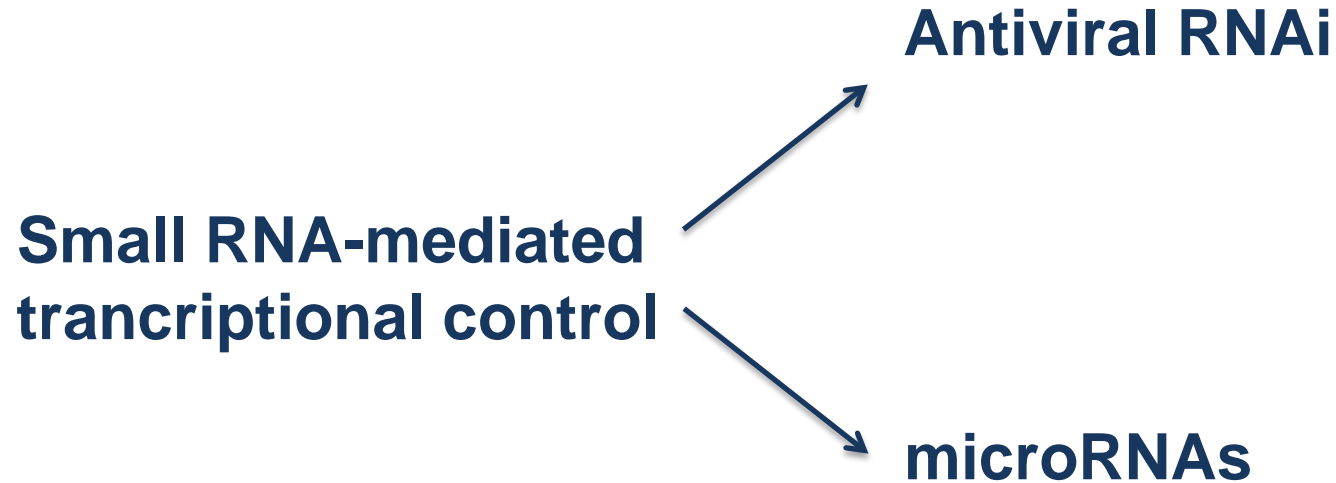 Antiviral RNAi
Small RNA-mediated
trancriptional control
microRNAs